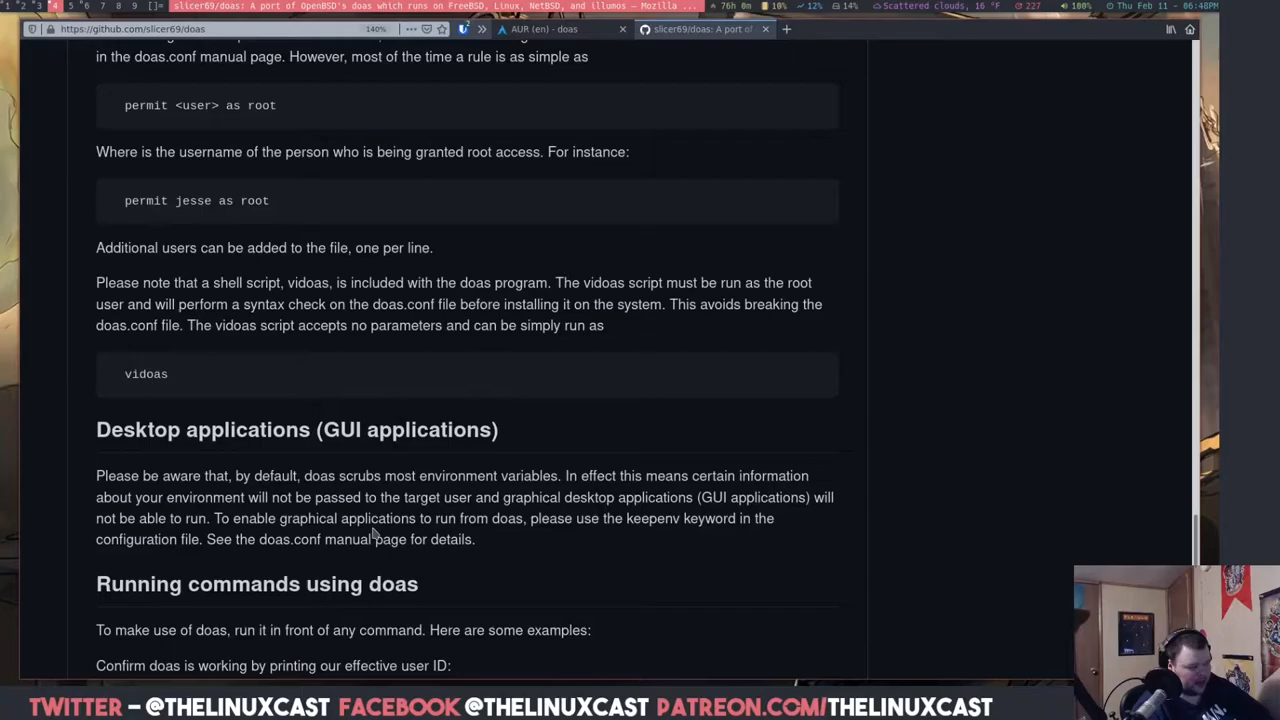 1 2 3 4 5 6 7 8 9 []= slicer69/doas: A port of OpenBSD's doas which runs on FreeBSD, Linux, NetBSD, and Illumos — Mozilla ... 76h 0m 10% 12% 14% Scattered clouds, 16 °F 227 100% Thu Feb 11 - 06:48PM
https://github.com/slicer69/doas 140% ... 2 » AUR (en) - doas × slicer69/doas: A port of × +
in the doas.conf manual page. However, most of the time a rule is as simple as
permit <user> as root
Where is the username of the person who is being granted root access. For instance:
permit jesse as root
Additional users can be added to the file, one per line.
Please note that a shell script, vidoas, is included with the doas program. The vidoas script must be run as the root
user and will perform a syntax check on the doas.conf file before installing it on the system. This avoids breaking the
doas.conf file. The vidoas script accepts no parameters and can be simply run as
vidoas
Desktop applications (GUI applications)
Please be aware that, by default, doas scrubs most environment variables. In effect this means certain information
about your environment will not be passed to the target user and graphical desktop applications (GUI applications) will
not be able to run. To enable graphical applications to run from doas, please use the keepenv keyword in the
configuration file. See the doas.conf manual page for details.
Running commands using doas
To make use of doas, run it in front of any command. Here are some examples:
Confirm doas is working by printing our effective user ID:
TWITTER - @THELINUXCAST FACEBOOK @THELINUXCAST PATREON.COM/THELINUXCAST